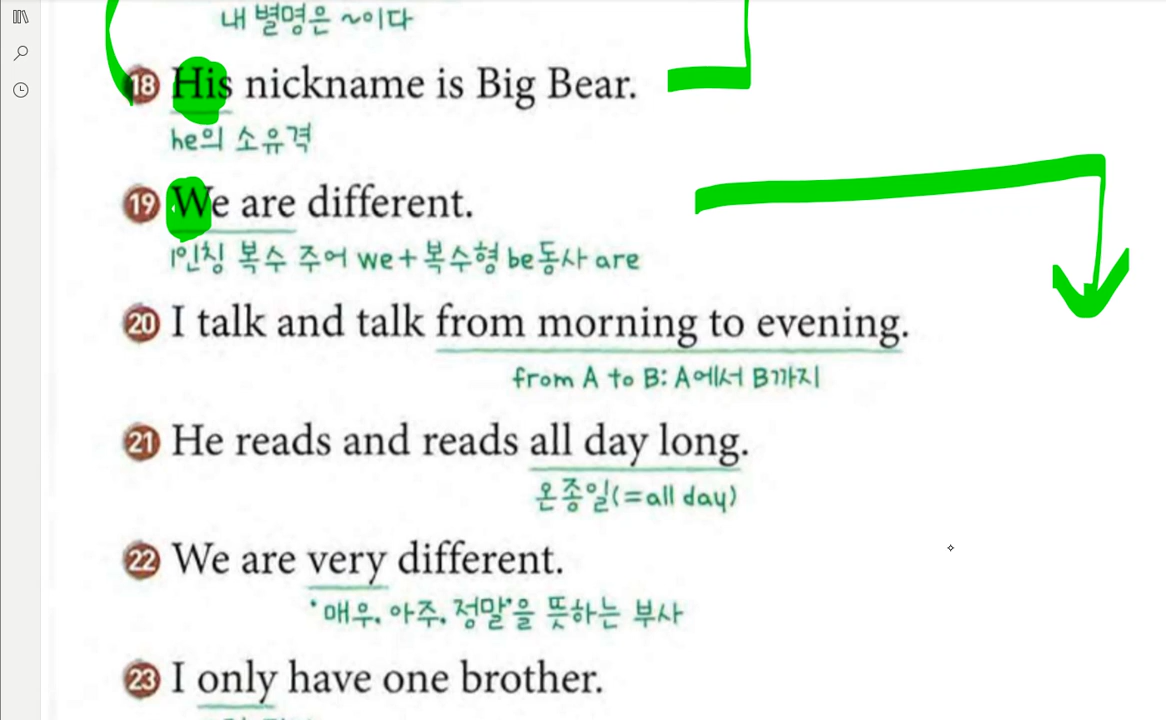 내 별명은 ~이다
18 His nickname is Big Bear.
he의 소유격
19 We are different.
1인칭 복수 주어 we+복수형 be동사 are
20 I talk and talk from morning to evening.
from A to B: A에서 B까지
21 He reads and reads all day long.
온종일(=all day)
22 We are very different.
'매우, 아주, 정말'을 뜻하는 부사
23 I only have one brother.